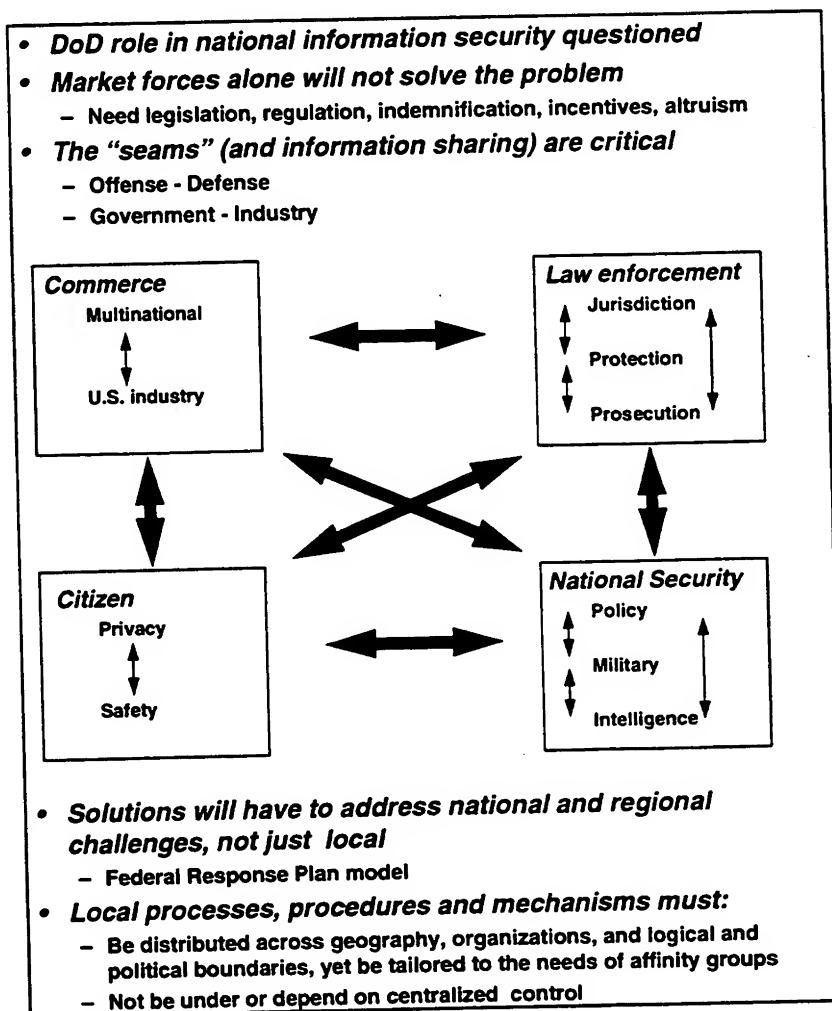 • DoD role in national information security questioned
• Market forces alone will not solve the problem
– Need legislation, regulation, indemnification, incentives, altruism
• The “seams” (and information sharing) are critical
– Offense - Defense
– Government - Industry
Commerce
Multinational
U.S. industry
Law enforcement
Jurisdiction
Protection
Prosecution
Citizen
Privacy
Safety
National Security
Policy
Military
Intelligence
• Solutions will have to address national and regional
challenges, not just local
– Federal Response Plan model
• Local processes, procedures and mechanisms must:
– Be distributed across geography, organizations, and logical and
political boundaries, yet be tailored to the needs of affinity groups
– Not be under or depend on centralized control